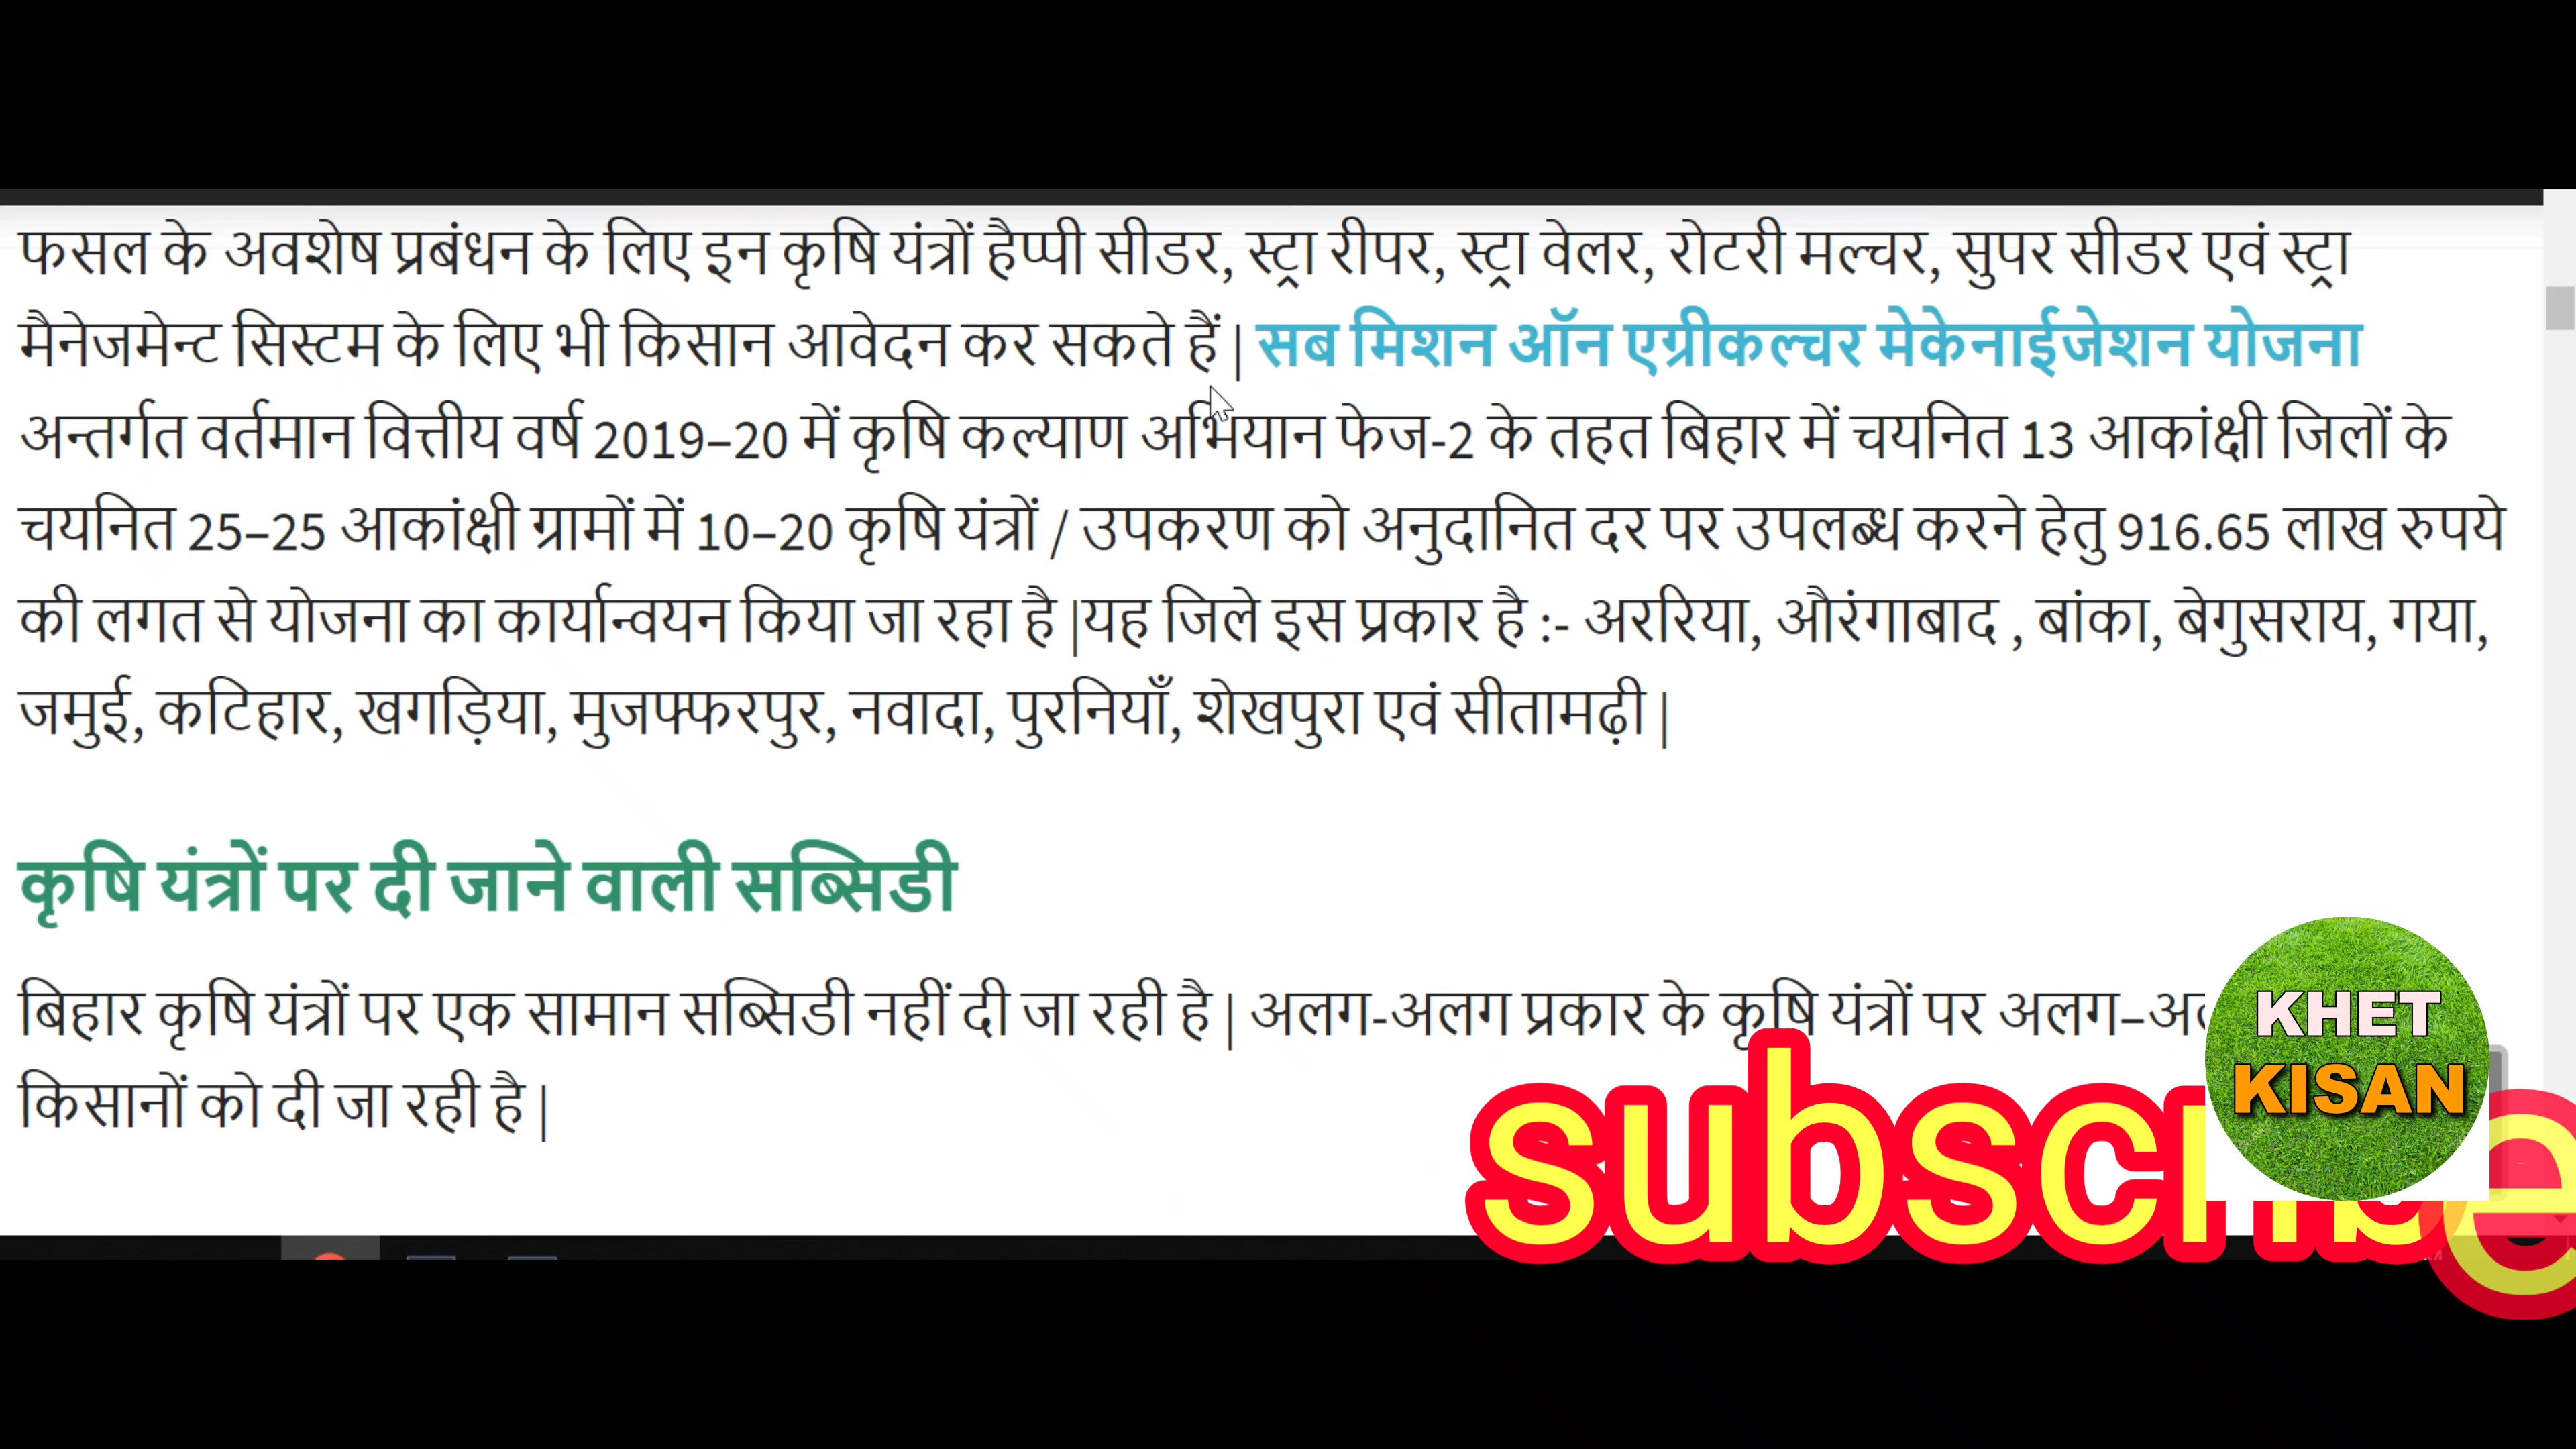 फसल के अवशेष प्रबंधन के लिए इन कृषि यंत्रों हैप्पी सीडर, स्ट्रा रीपर, स्ट्रा वेलर, रोटरी मल्चर, सुपर सीडर एवं स्ट्रा
मैनेजमेन्ट सिस्टम के लिए भी किसान आवेदन कर सकते हैं | सब मिशन ऑन एग्रीकल्चर मेकेनाईजेशन योजना
अन्तर्गत वर्तमान वित्तीय वर्ष 2019–20 में कृषि कल्याण अभियान फेज-2 के तहत बिहार में चयनित 13 आकांक्षी जिलों के
चयनित 25–25 आकांक्षी ग्रामों में 10–20 कृषि यंत्रों / उपकरण को अनुदानित दर पर उपलब्ध करने हेतु 916.65 लाख रुपये
की लगत से योजना का कार्यान्वयन किया जा रहा है |यह जिले इस प्रकार है :- अररिया, औरंगाबाद , बांका, बेगुसराय, गया,
जमुई, कटिहार, खगड़िया, मुजफ्फरपुर, नवादा, पुरनियाँ, शेखपुरा एवं सीतामढ़ी |
कृषि यंत्रों पर दी जाने वाली सब्सिडी
बिहार कृषि यंत्रों पर एक सामान सब्सिडी नहीं दी जा रही है | अलग-अलग प्रकार के कृषि यंत्रों पर अलग–
किसानों को दी जा रही है |
KHET
KISAN
subscribe